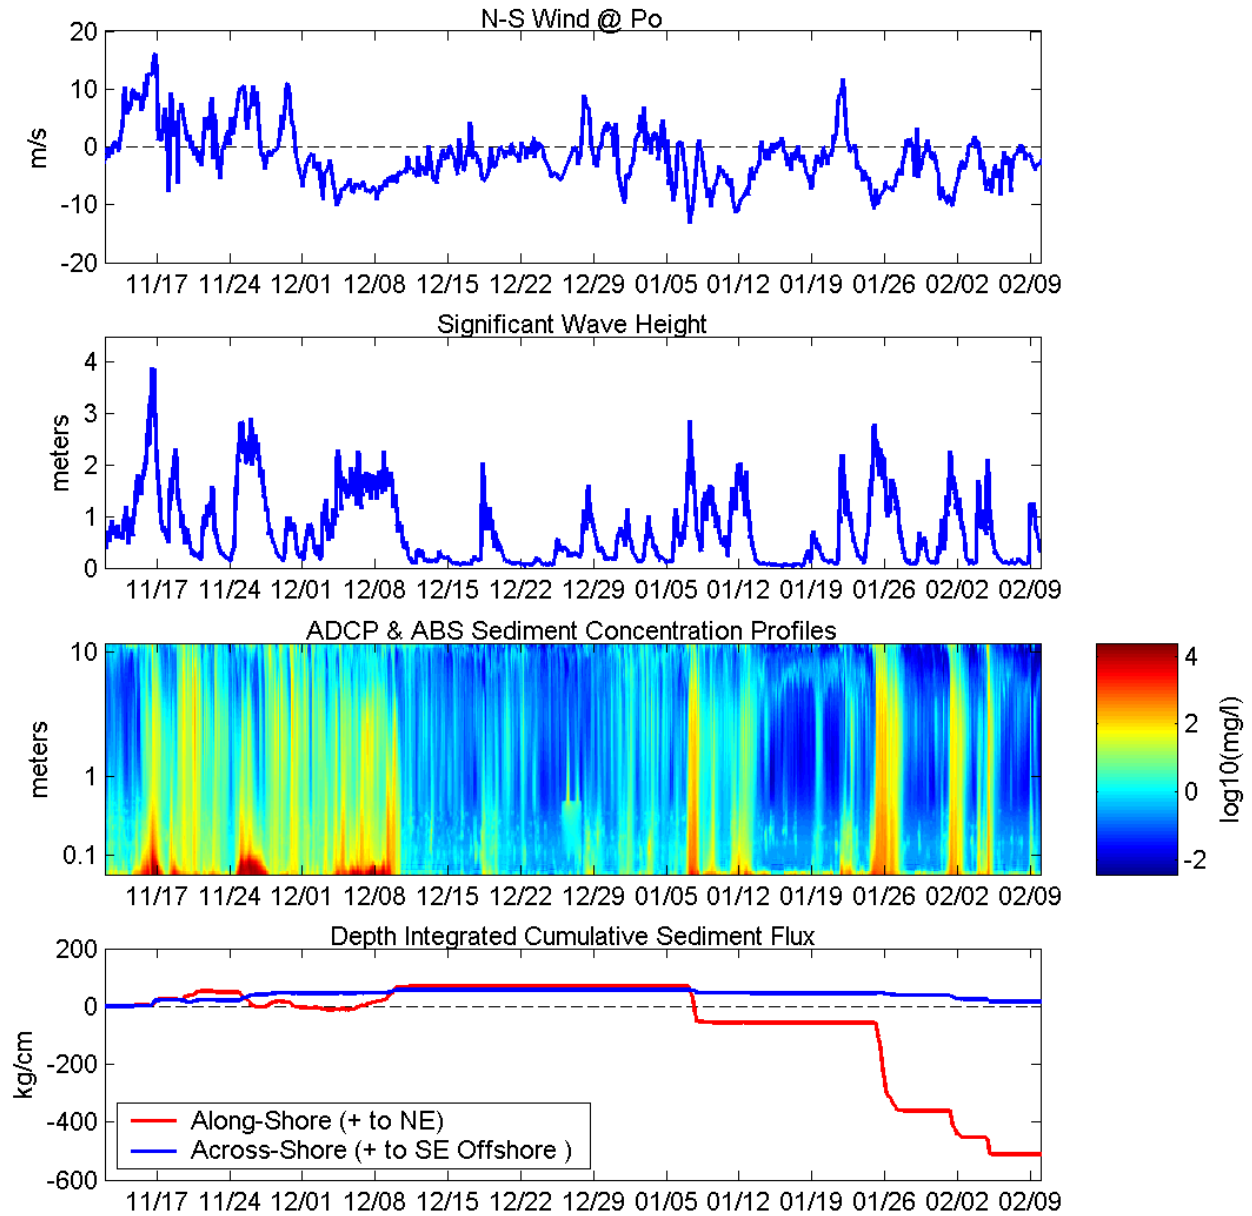 N-S Wind @ Po
20
10
0
-10
-20
m/s
11/17 11/24 12/01 12/08 12/15 12/22 12/29 01/05 01/12 01/19 01/26 02/02 02/09
Significant Wave Height
4
3
2
1
0
meters
11/17 11/24 12/01 12/08 12/15 12/22 12/29 01/05 01/12 01/19 01/26 02/02 02/09
ADCP & ABS Sediment Concentration Profiles
10
1
0.1
meters
11/17 11/24 12/01 12/08 12/15 12/22 12/29 01/05 01/12 01/19 01/26 02/02 02/09
4
2
0
-2
log10(mg/l)
Depth Integrated Cumulative Sediment Flux
200
0
-200
-400
-600
kg/cm
Along-Shore (+ to NE)
Across-Shore (+ to SE Offshore )
11/17 11/24 12/01 12/08 12/15 12/22 12/29 01/05 01/12 01/19 01/26 02/02 02/09